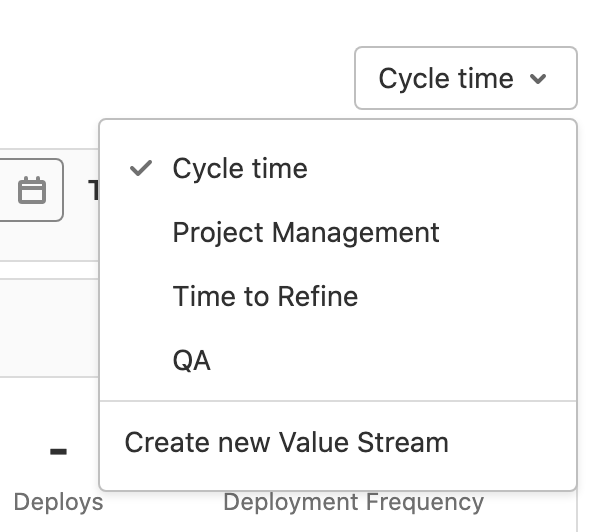 Cycle time
Cycle time
Project Management
Time to Refine
QA
Create new Value Stream
-
Deploys
Deployment Frequency